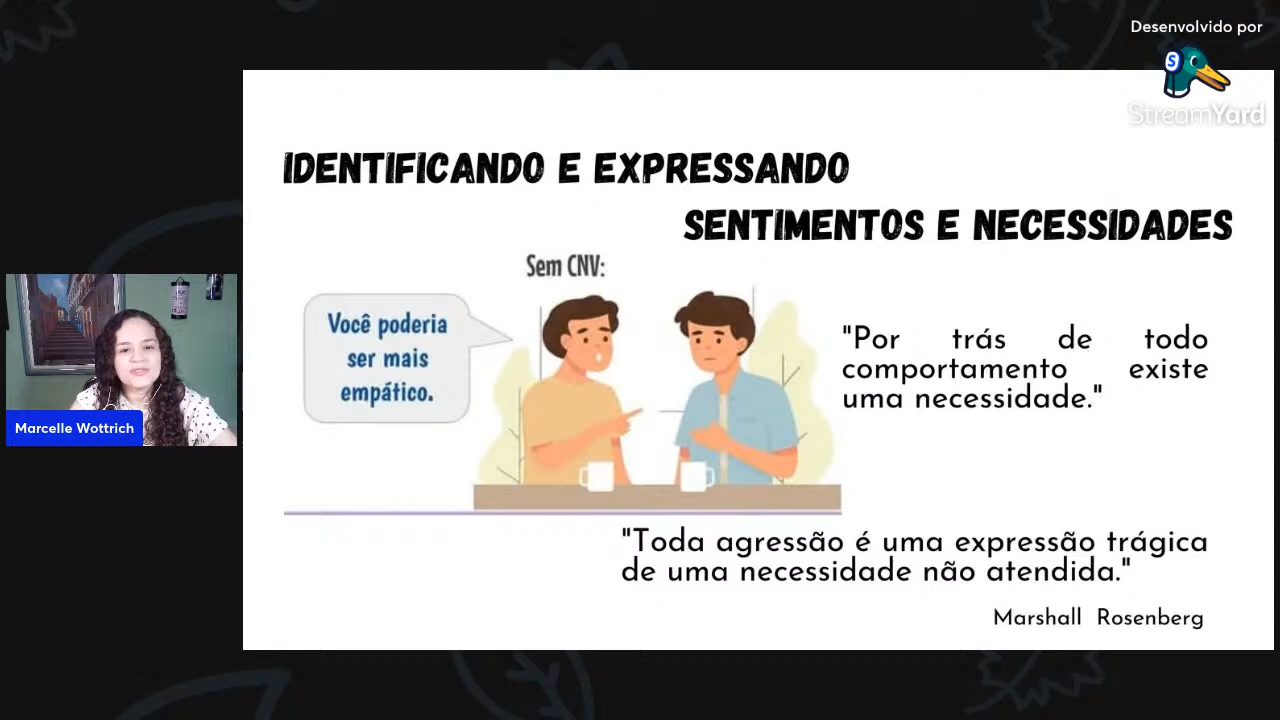 Desenvolvido por
StreamYard
IDENTIFICANDO E EXPRESSANDO
SENTIMENTOS E NECESSIDADES
Sem CNV:
Você poderia
ser mais
empático.
"Por trás de todo
comportamento existe
uma necessidade."
Marcelle Wottrich
"Toda agressão é uma expressão trágica
de uma necessidade não atendida."
Marshall Rosenberg